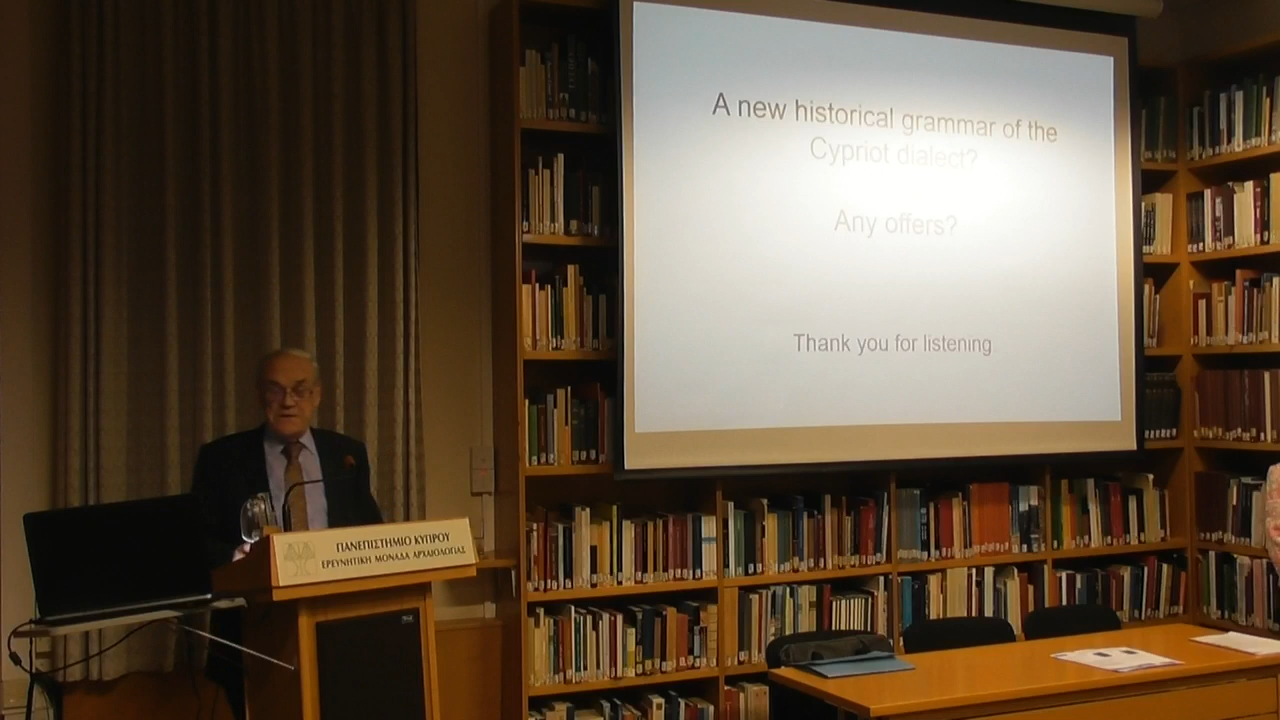 A new historical grammar of the
Cypriot dialect?
Any offers?
Thank you for listening
ΠΑΝΕΠΙΣΤΗΜΙΟ ΚΥΠΡΟΥ
ΕΡΕΥΝΗΤΙΚΗ ΜΟΝΑΔΑ ΑΡΧΑΙΟΛΟΓΙΑΣ